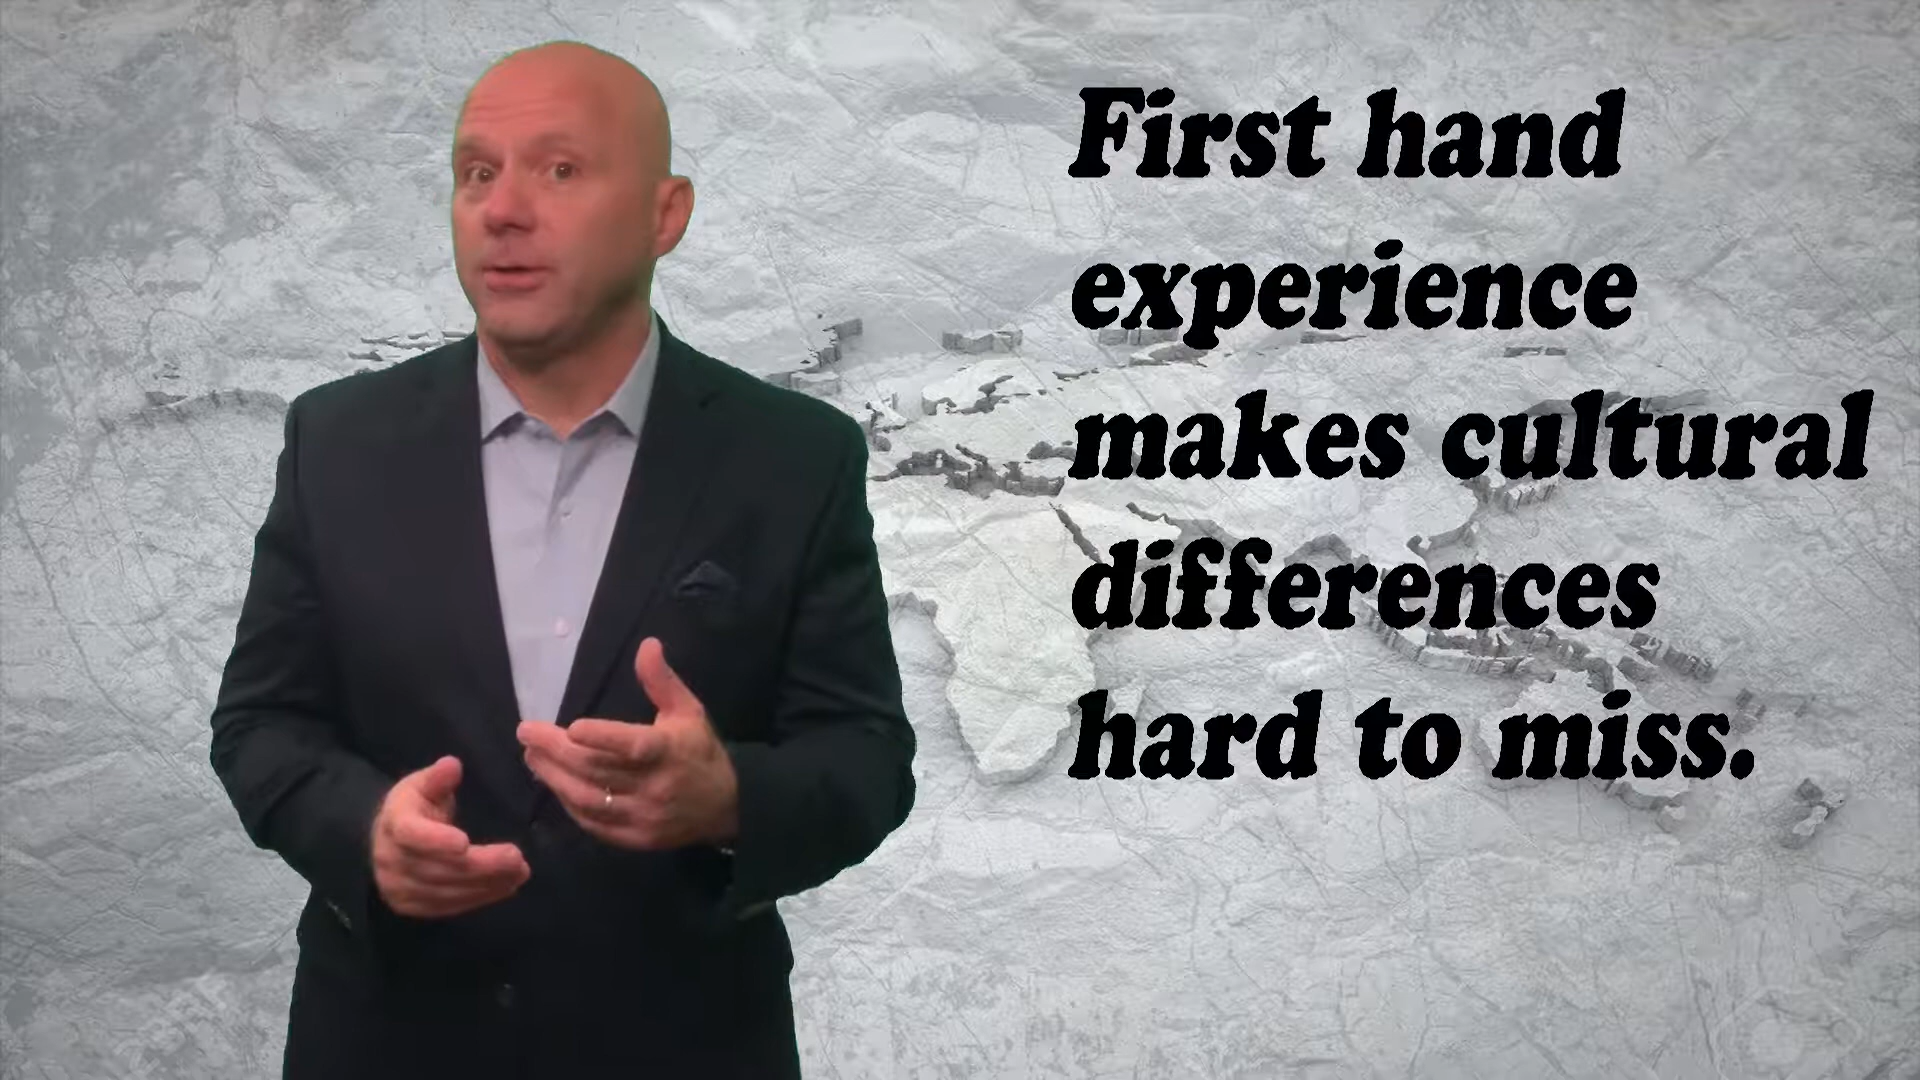 First hand
experience
makes cultural
differences
hard to miss.